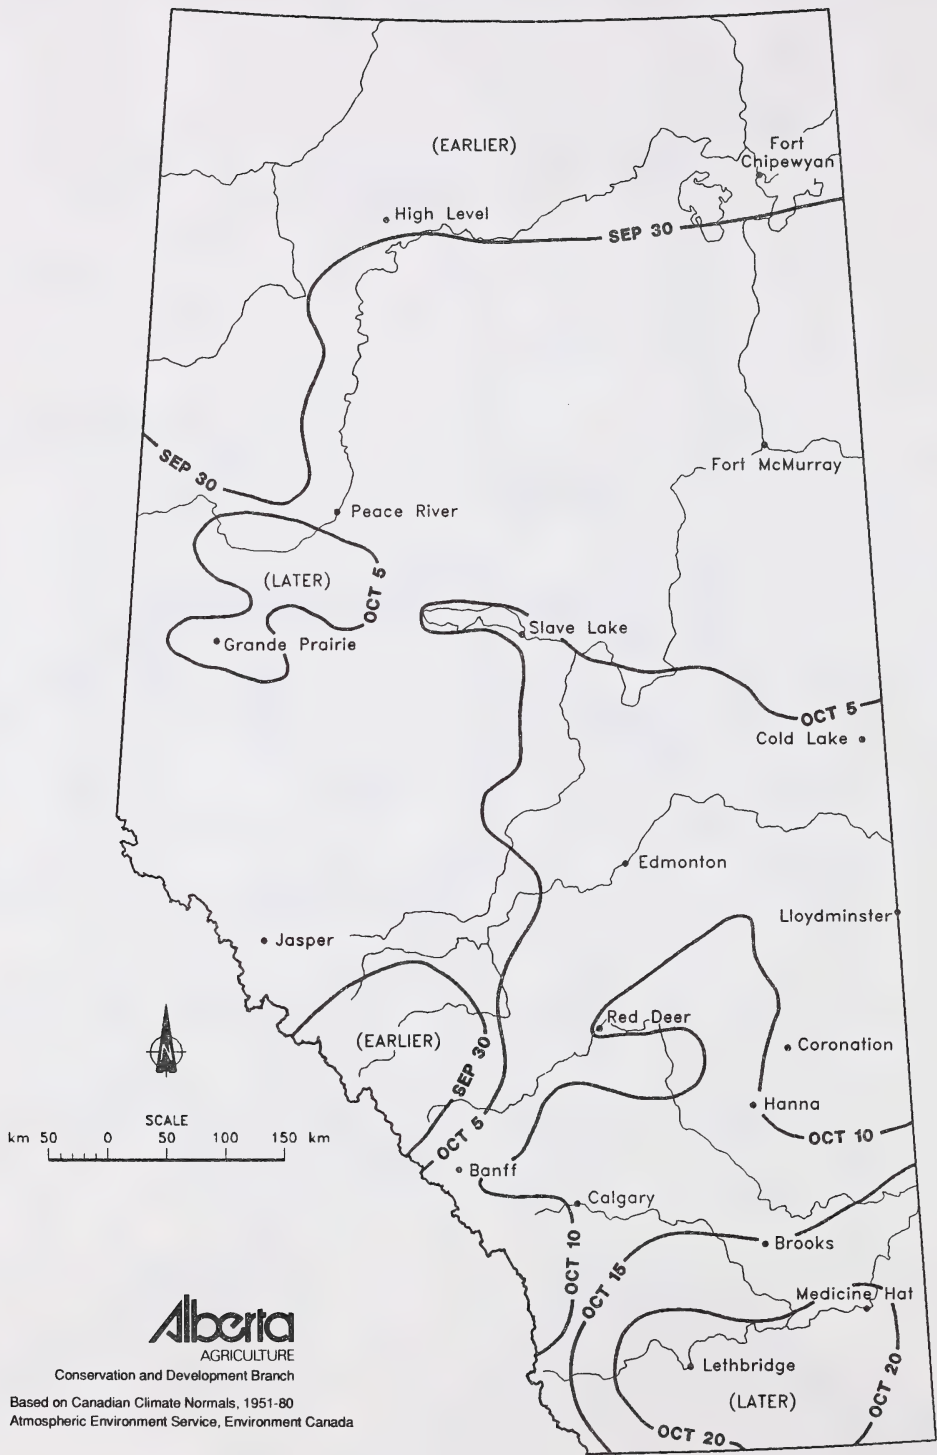 (EARLIER)
Fort
Chipewyan
High Level
SEP 30
SEP 30
Fort McMurray
Peace River
(LATER)
OCT 5
Slave Lake
Grande Prairie
OCT 5
Cold Lake
Edmonton
Lloydminster
Jasper
Red Deer
(EARLIER)
Coronation
N
SEP 30
Hanna
SCALE
km 50 0 50 100 150 km
OCT 5
OCT 10
Banff
Calgary
OCT 10
Brooks
OCT 15
Medicine Hat
Alberta
AGRICULTURE
Lethbridge
Conservation and Development Branch
OCT 20
(LATER)
Based on Canadian Climate Normals, 1951-80
Atmospheric Environment Service, Environment Canada
OCT 20